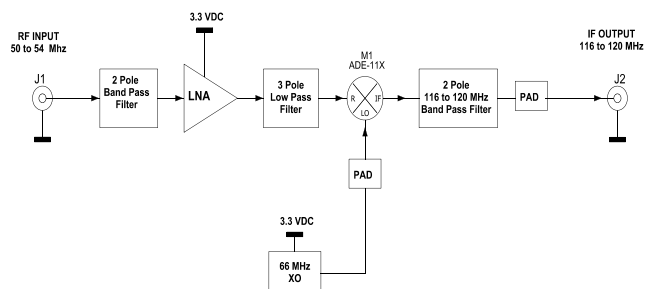 3.3 VDC
RF INPUT
50 to 54 Mhz
IF OUTPUT
116 to 120 MHz
J1
2 Pole
Band Pass
Filter
LNA
3 Pole
Low Pass
Filter
M1
ADE-11X
R
IF
LO
2 Pole
116 to 120 MHz
Band Pass Filter
PAD
J2
PAD
3.3 VDC
66 MHz
XO